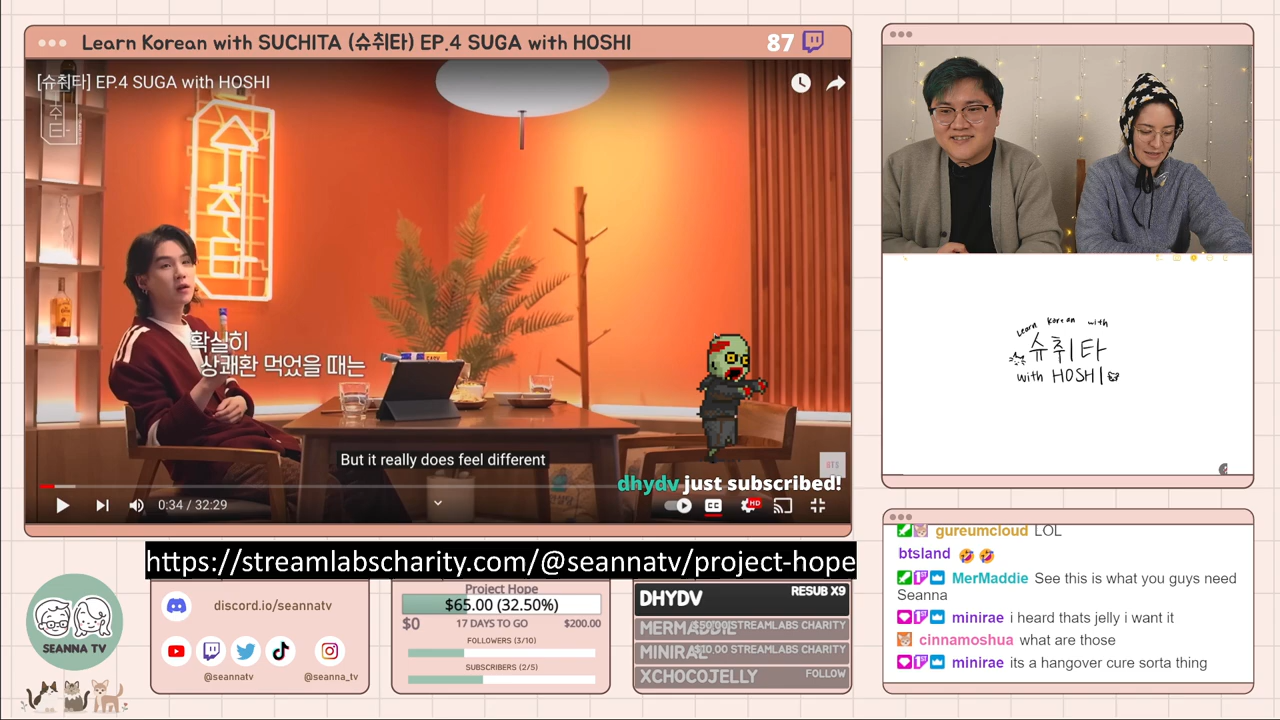 Learn Korean with SUCHITA (슈취타) EP.4 SUGA with HOSHI
87
[슈취타] EP.4 SUGA with HOSHI
슈취타
확실히
상쾌환 먹었을 때는
But it really does feel different
BTS
dhydv just subscribed!
0:34 / 32:29
CC
HD
https://streamlabscharity.com/@seannatv/project-hope
SEANNA TV
discord.io/seannatv
@seannatv
@seanna_tv
Project Hope
$65.00 (32.50%)
$0
17 DAYS TO GO
$200.00
FOLLOWERS (3/10)
SUBSCRIBERS (2/5)
DHYDV
RESUB X9
MERMADDIE
$50.00 STREAMLABS CHARITY
MINIRAE
$10.00 STREAMLABS CHARITY
XCHOCOJELLY
FOLLOW
Learn Korean with
슈취타
with HOSHI
gureumcloud LOL
btsland
MerMaddie See this is what you guys need
Seanna
minirae i heard thats jelly i want it
cinnamoshua what are those
minirae its a hangover cure sorta thing